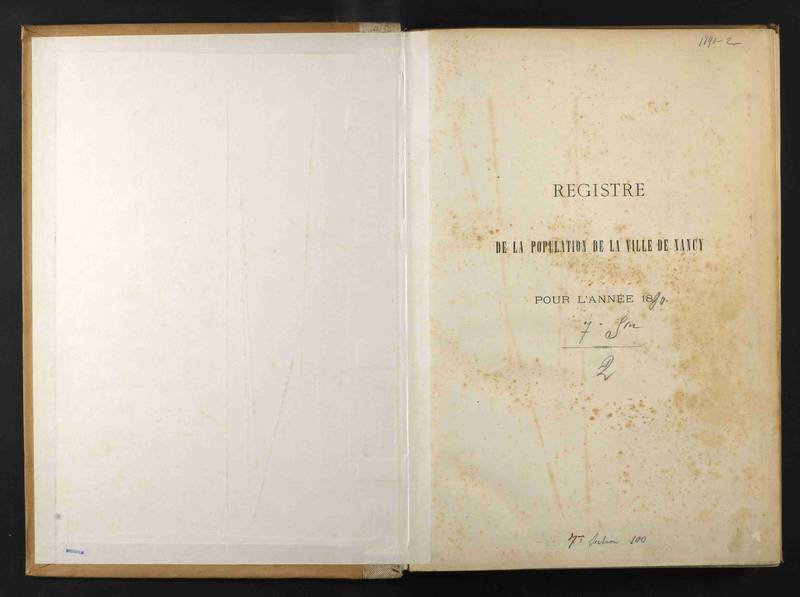 1890-2
REGISTRE
DE LA POPULATION DE LA VILLE DE NANCY
POUR L'ANNÉE 1890.
7e Son
2
7e Section 100